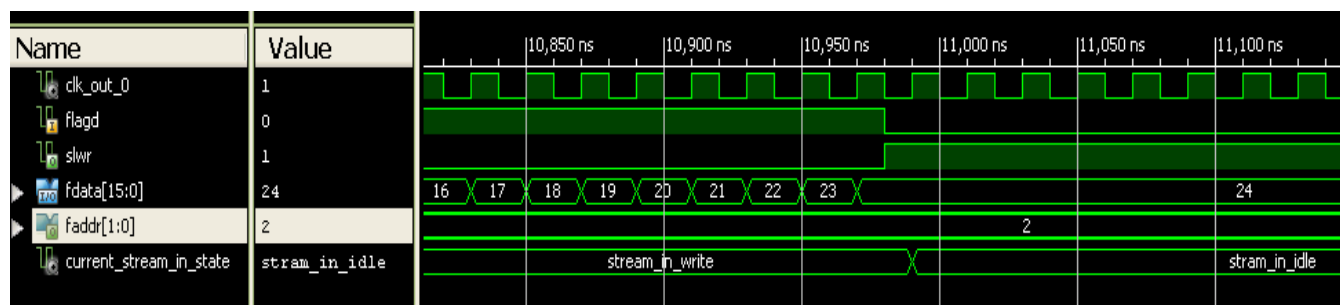 Name Value 10,850 ns 10,900 ns 10,950 ns 11,000 ns 11,050 ns 11,100 ns
clk_out_0 1
flagd 0
slwr 1
fdata[15:0] 24 16 17 18 19 20 21 22 23 24
faddr[1:0] 2 2
current_stream_in_state stram_in_idle stream_in_write stram_in_idle